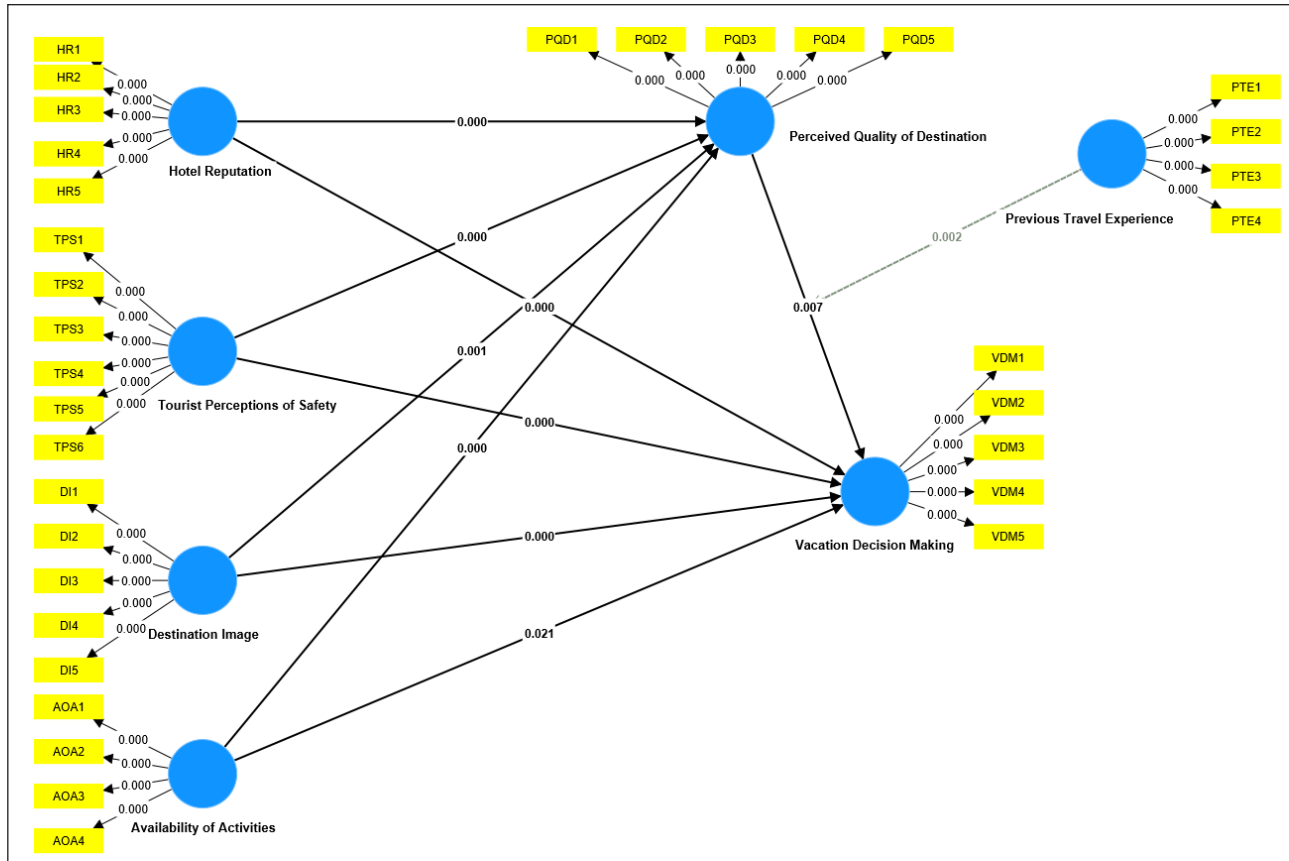 HR1
HR2
HR3
HR4
HR5
0.000
0.000
0.000
0.000
0.000
Hotel Reputation
TPS1
TPS2
TPS3
TPS4
TPS5
TPS6
0.000
0.000
0.000
0.000
0.000
0.000
Tourist Perceptions of Safety
DI1
DI2
DI3
DI4
DI5
0.000
0.000
0.000
0.000
0.000
Destination Image
AOA1
AOA2
AOA3
AOA4
0.000
0.000
0.000
0.000
Availability of Activities
0.000
0.000
0.000
0.001
0.000
0.000
0.000
0.021
PQD1
PQD2
PQD3
PQD4
PQD5
0.000
0.000
0.000
0.000
0.000
Perceived Quality of Destination
0.007
0.002
PTE1
PTE2
PTE3
PTE4
0.000
0.000
0.000
0.000
Previous Travel Experience
VDM1
VDM2
VDM3
VDM4
VDM5
0.000
0.000
0.000
0.000
0.000
Vacation Decision Making